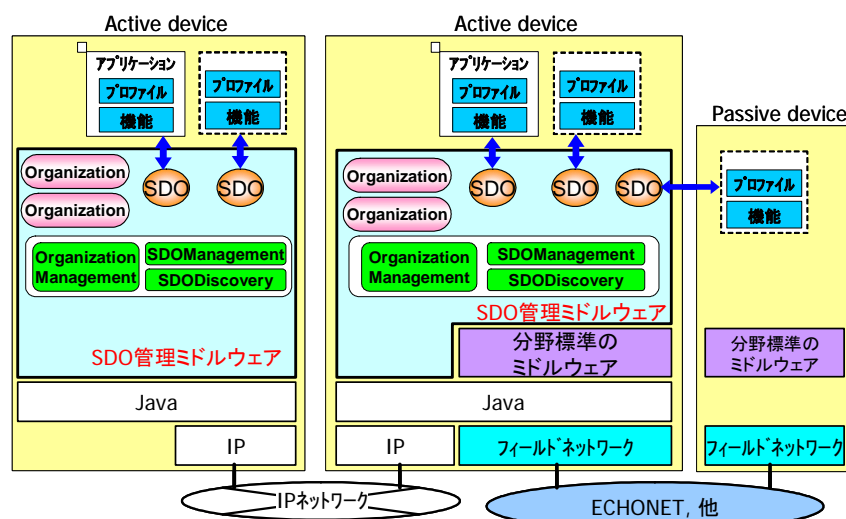 Active device
アプリケーション
プロファイル
機能
プロファイル
機能
Organization
Organization
SDO
SDO
Organization
Management
SDOManagement
SDODiscovery
SDO管理ミドルウェア
Java
IP
Active device
アプリケーション
プロファイル
機能
プロファイル
機能
Organization
Organization
SDO
SDO
SDO
Organization
Management
SDOManagement
SDODiscovery
SDO管理ミドルウェア
分野標準の
ミドルウェア
Java
IP
フィールドネットワーク
Passive device
プロファイル
機能
分野標準の
ミドルウェア
フィールドネットワーク
IPネットワーク
ECHONET, 他